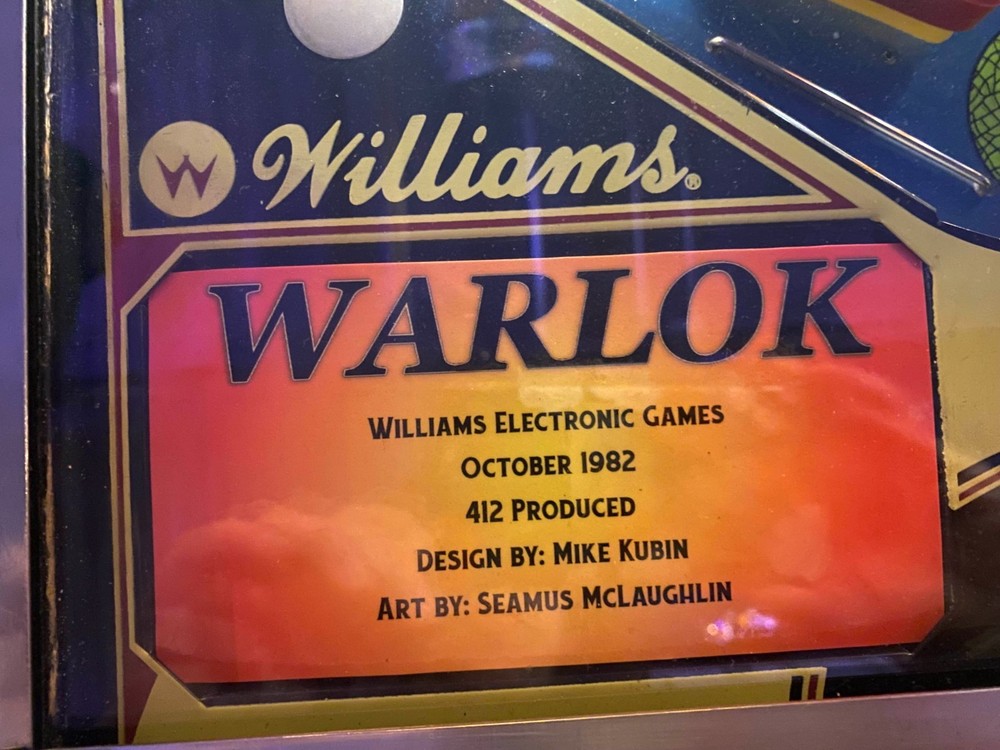 W Williams®
WARLOK
Williams Electronic Games
October 1982
412 Produced
Design by: Mike Kubin
Art by: Seamus McLaughlin